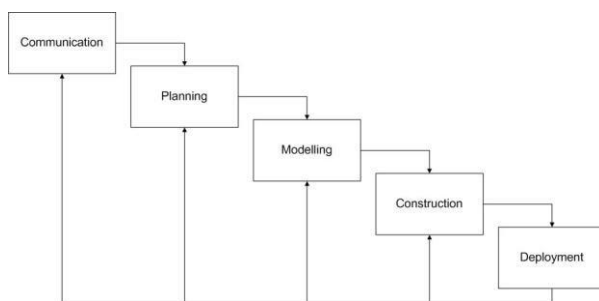 Communication
Planning
Modelling
Construction
Deployment